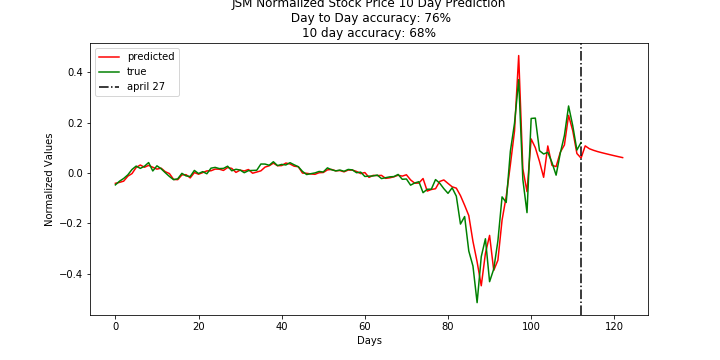 JSM Normalized Stock Price 10 Day Prediction
Day to Day accuracy: 76%
10 day accuracy: 68%
predicted
true
april 27
Normalized Values
0.4
0.2
0.0
−0.2
−0.4
0 20 40 60 80 100 120
Days